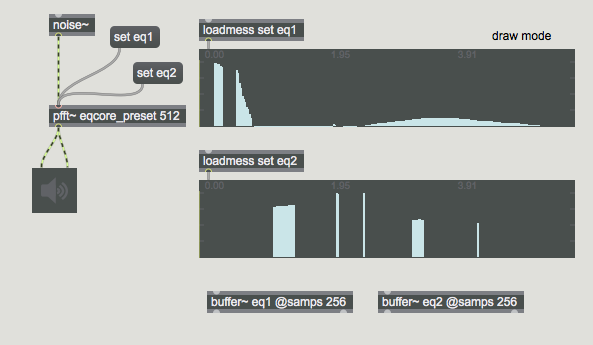 noise~
set eq1
set eq2
pfft~ eqcore_preset 512
loadmess set eq1
draw mode
0.00 1.95 3.91
loadmess set eq2
0.00 1.95 3.91
buffer~ eq1 @samps 256
buffer~ eq2 @samps 256